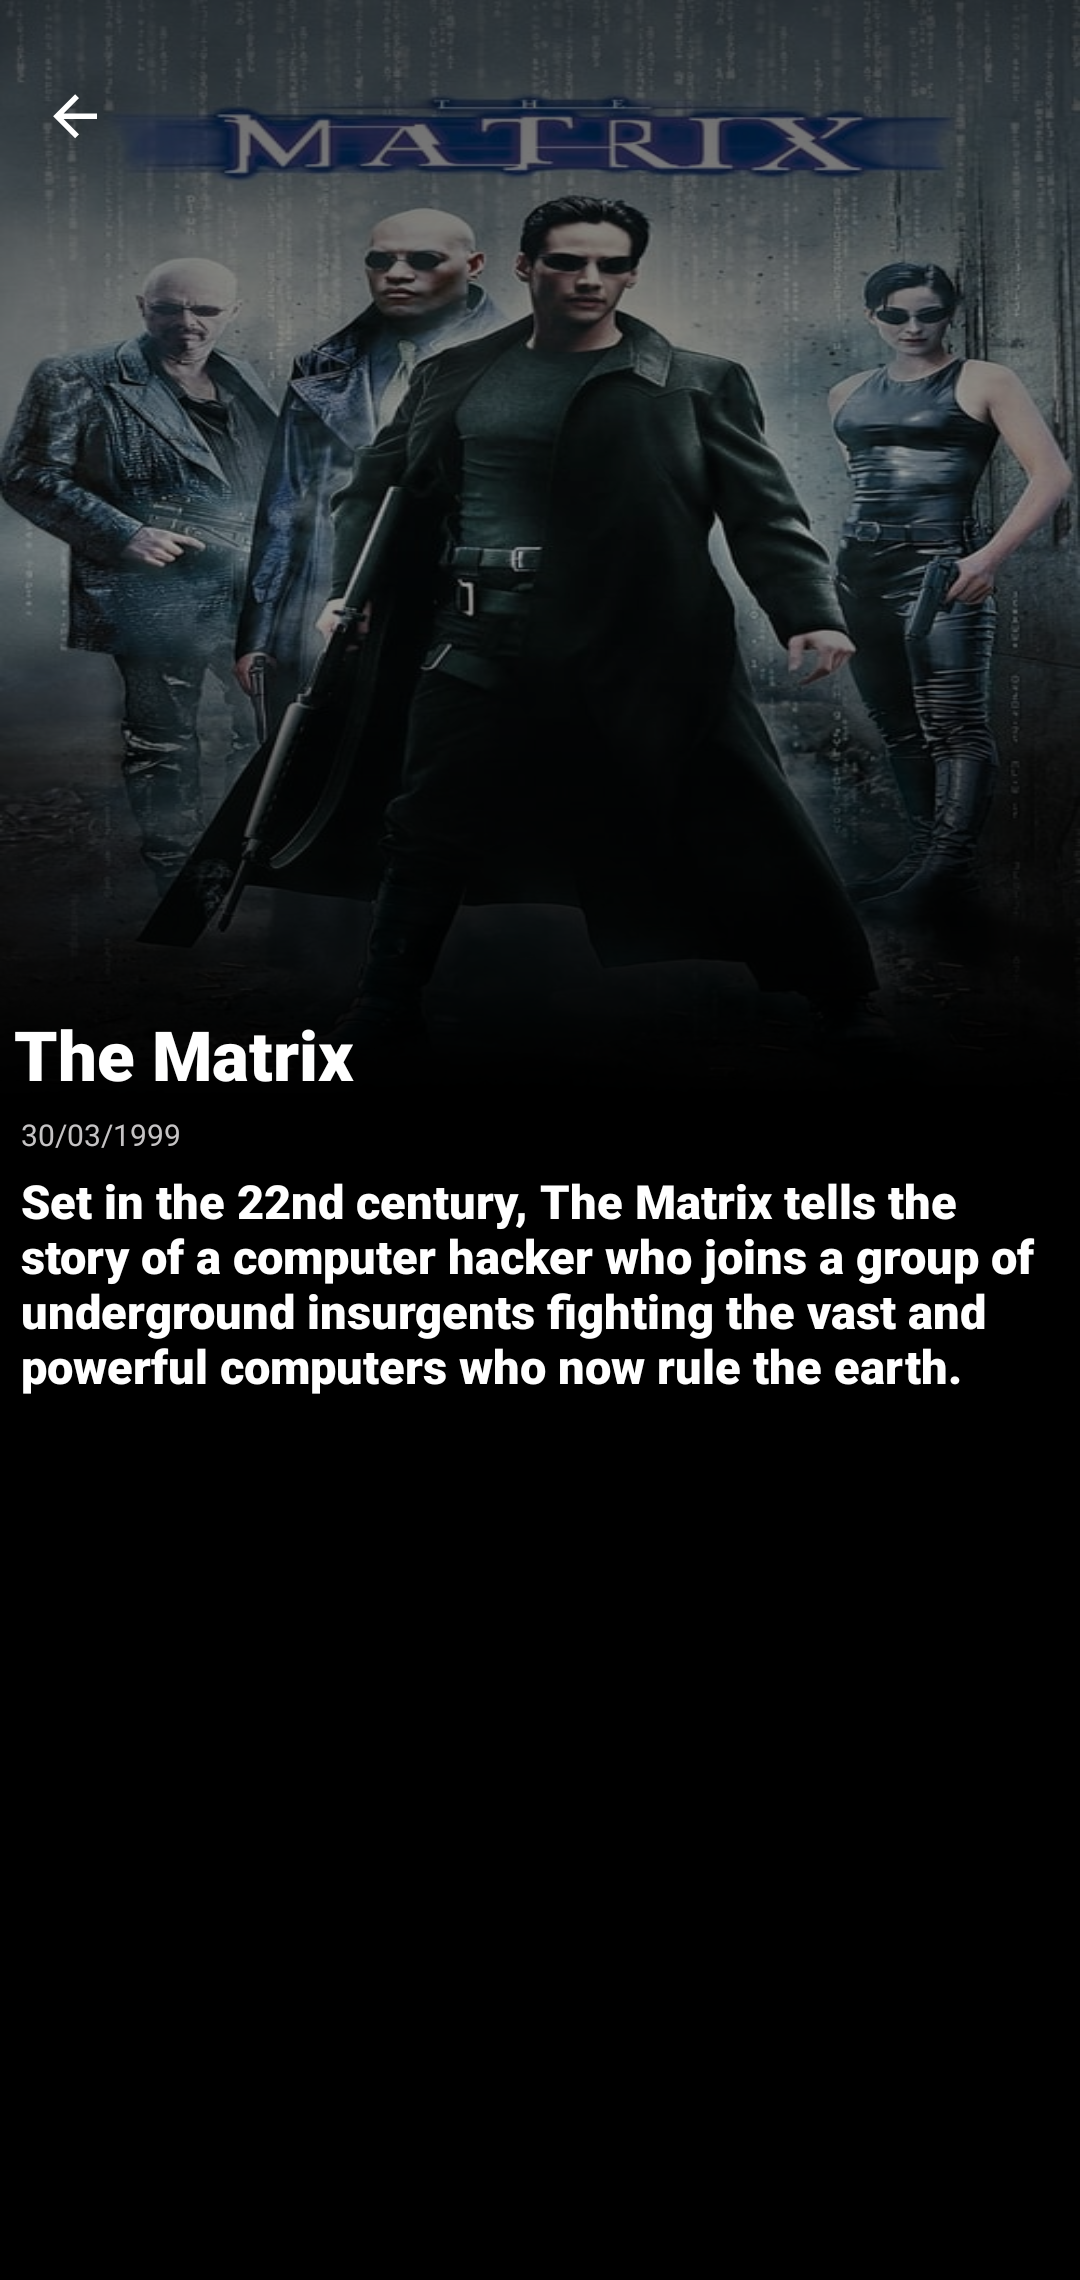 THE
MATRIX
The Matrix
30/03/1999
Set in the 22nd century, The Matrix tells the
story of a computer hacker who joins a group of
underground insurgents fighting the vast and
powerful computers who now rule the earth.